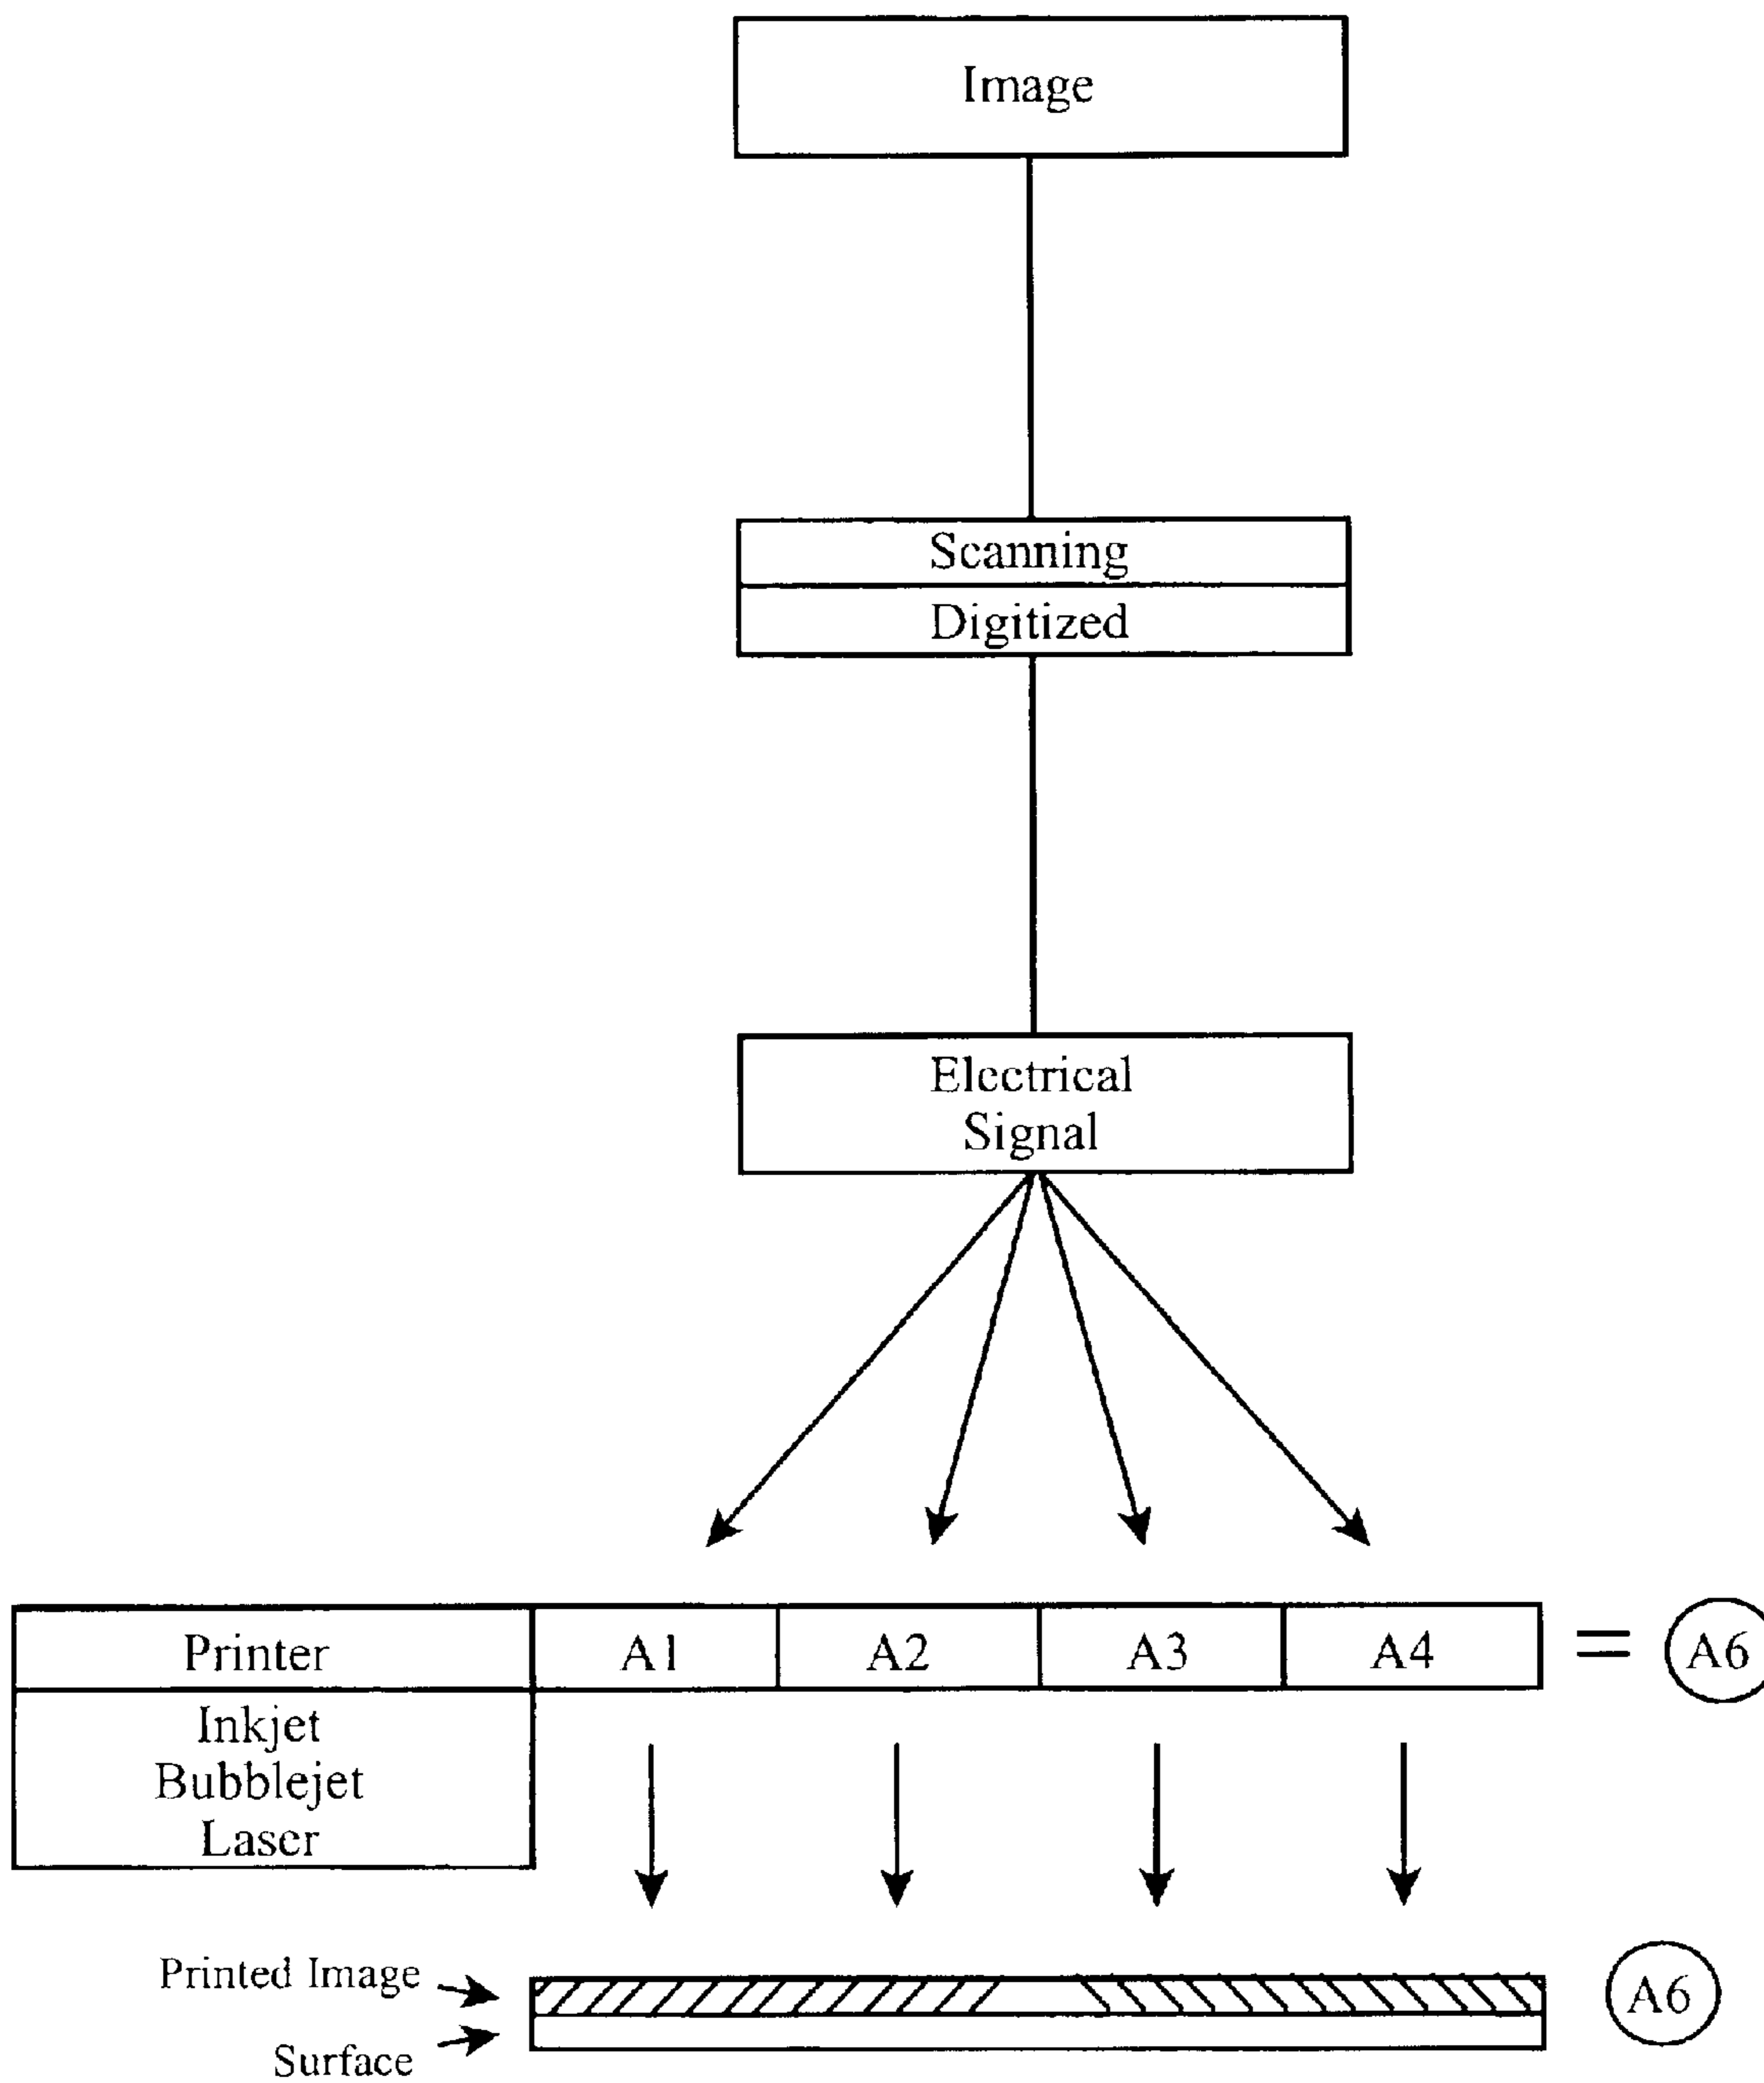 Image
Scanning
Digitized
Electrical
Signal
Printer A1 A2 A3 A4 = A6
Inkjet
Bubblejet
Laser
Printed Image
A6
Surface